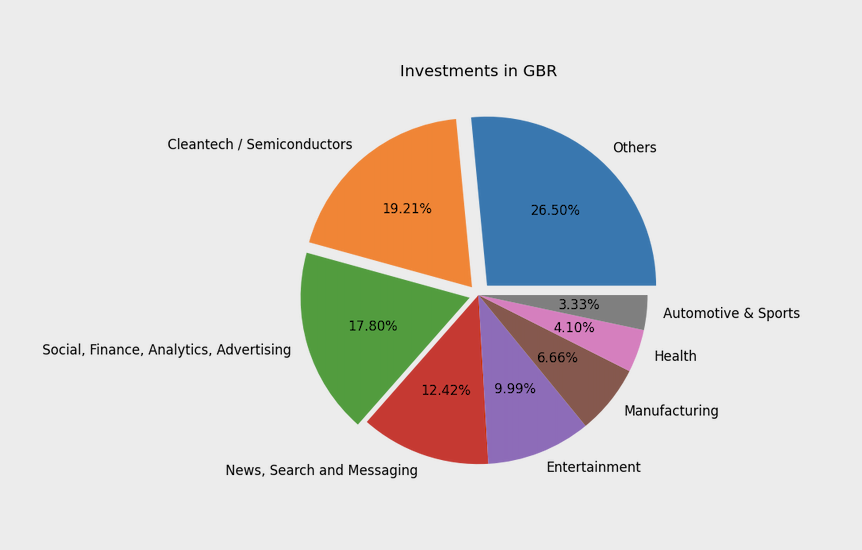 Investments in GBR
Cleantech / Semiconductors
Others
19.21%
26.50%
3.33%
Automotive & Sports
17.80%
4.10%
Social, Finance, Analytics, Advertising
6.66%
Health
12.42%
9.99%
Manufacturing
News, Search and Messaging
Entertainment